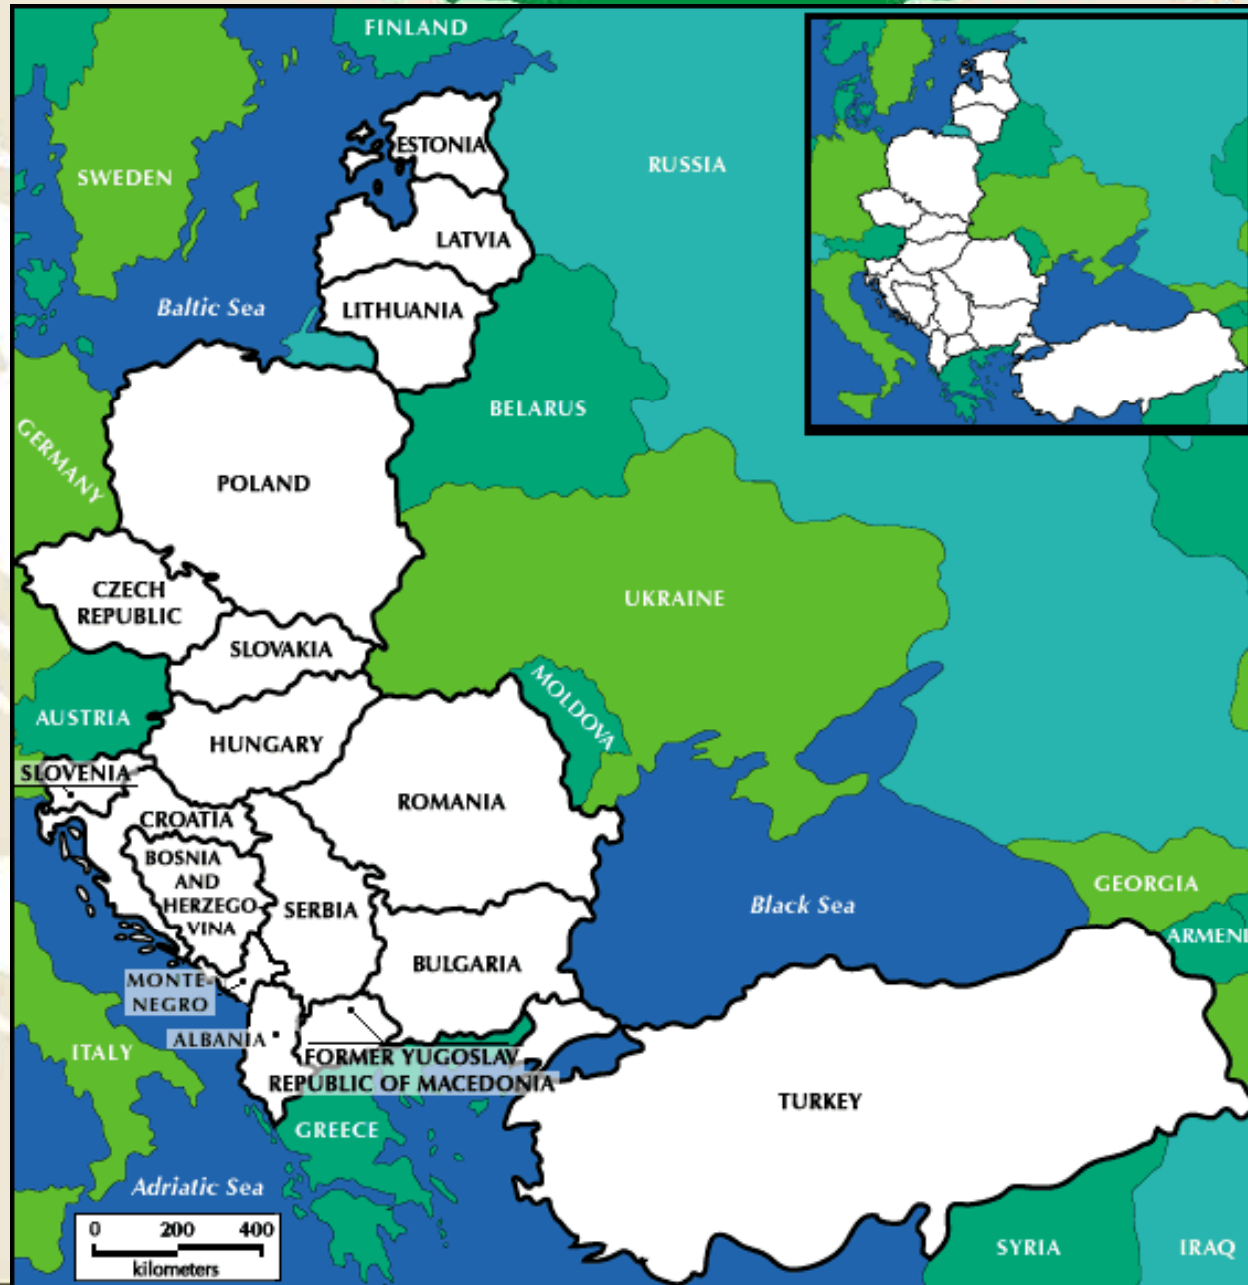 FINLAND
ESTONIA
RUSSIA
SWEDEN
LATVIA
Baltic Sea
LITHUANIA
BELARUS
GERMANY
POLAND
CZECH
REPUBLIC
UKRAINE
SLOVAKIA
MOLDOVA
AUSTRIA
HUNGARY
SLOVENIA
ROMANIA
CROATIA
BOSNIA
AND
HERZEGO-
VINA
SERBIA
GEORGIA
Black Sea
ARMENI
BULGARIA
MONTE-
NEGRO
ALBANIA
ITALY
FORMER YUGOSLAV
REPUBLIC OF MACEDONIA
TURKEY
GREECE
Adriatic Sea
0 200 400
kilometers
SYRIA
IRAQ